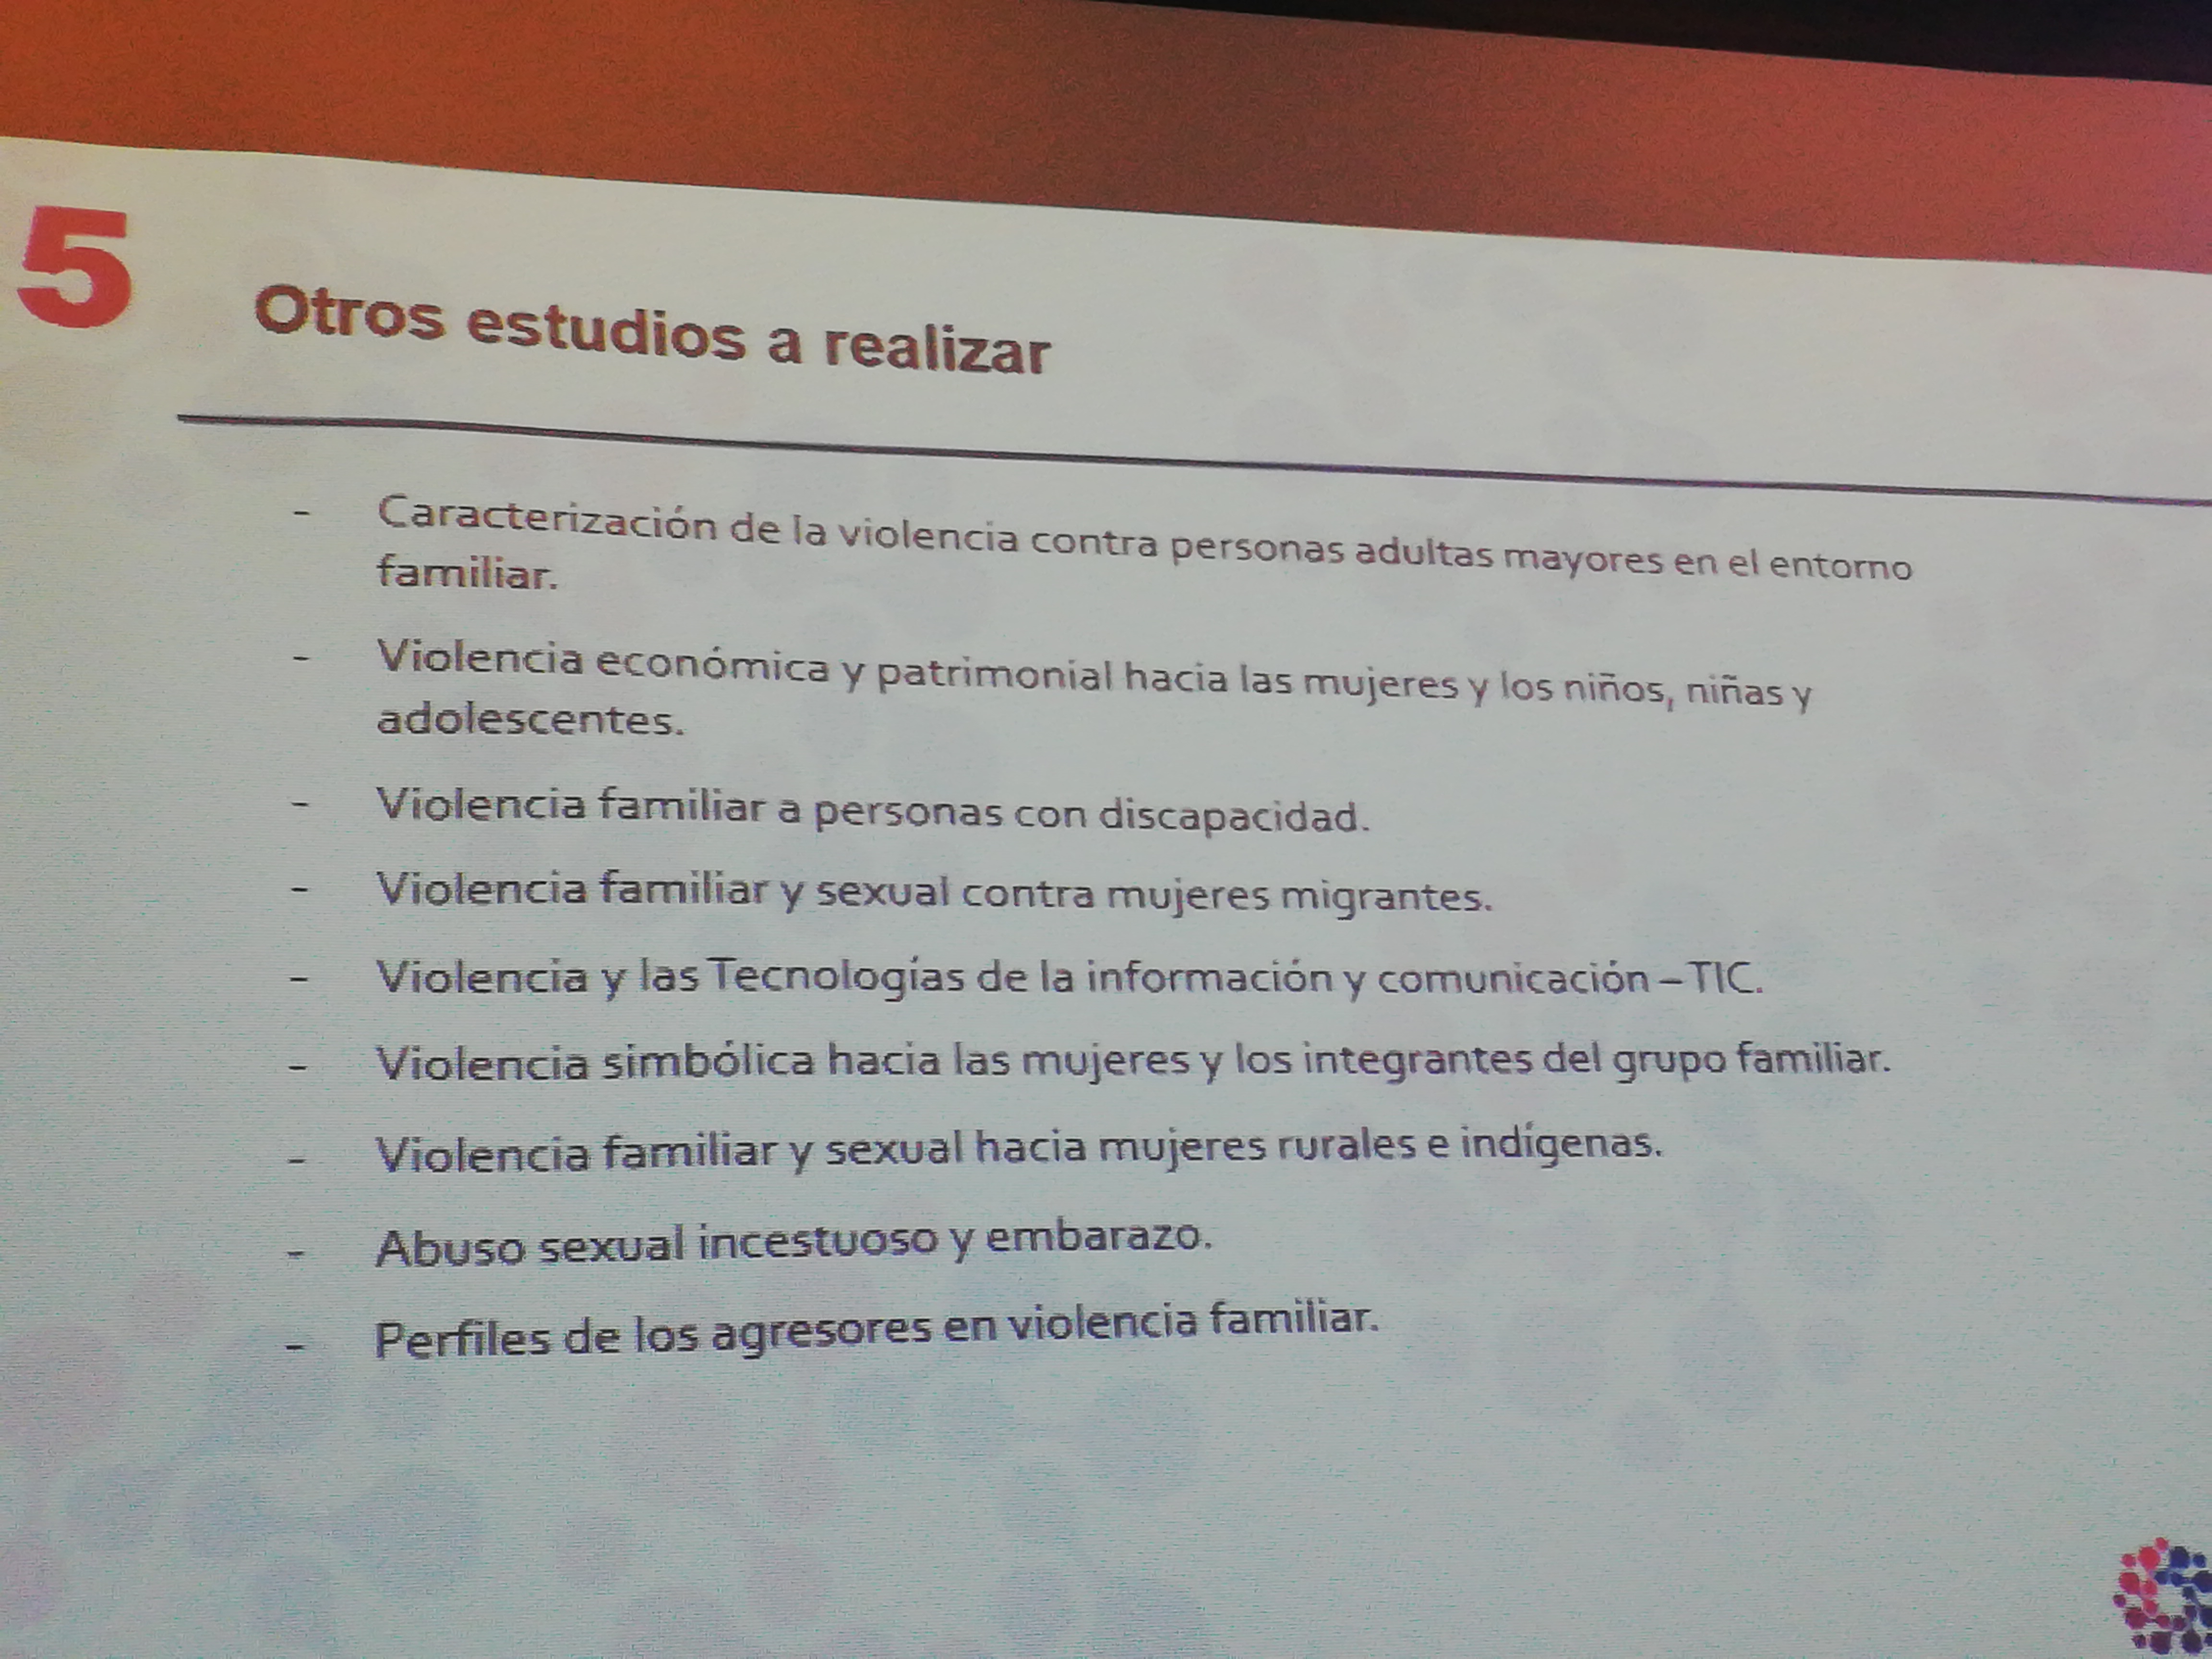 5
Otros estudios a realizar
- Caracterización de la violencia contra personas adultas mayores en el entorno
familiar.
- Violencia económica y patrimonial hacia las mujeres y los niños, niñas y
adolescentes.
- Violencia familiar a personas con discapacidad.
- Violencia familiar y sexual contra mujeres migrantes.
- Violencia y las Tecnologías de la información y comunicación – TIC.
- Violencia simbólica hacia las mujeres y los integrantes del grupo familiar.
- Violencia familiar y sexual hacia mujeres rurales e indígenas.
- Abuso sexual incestuoso y embarazo.
- Perfiles de los agresores en violencia familiar.